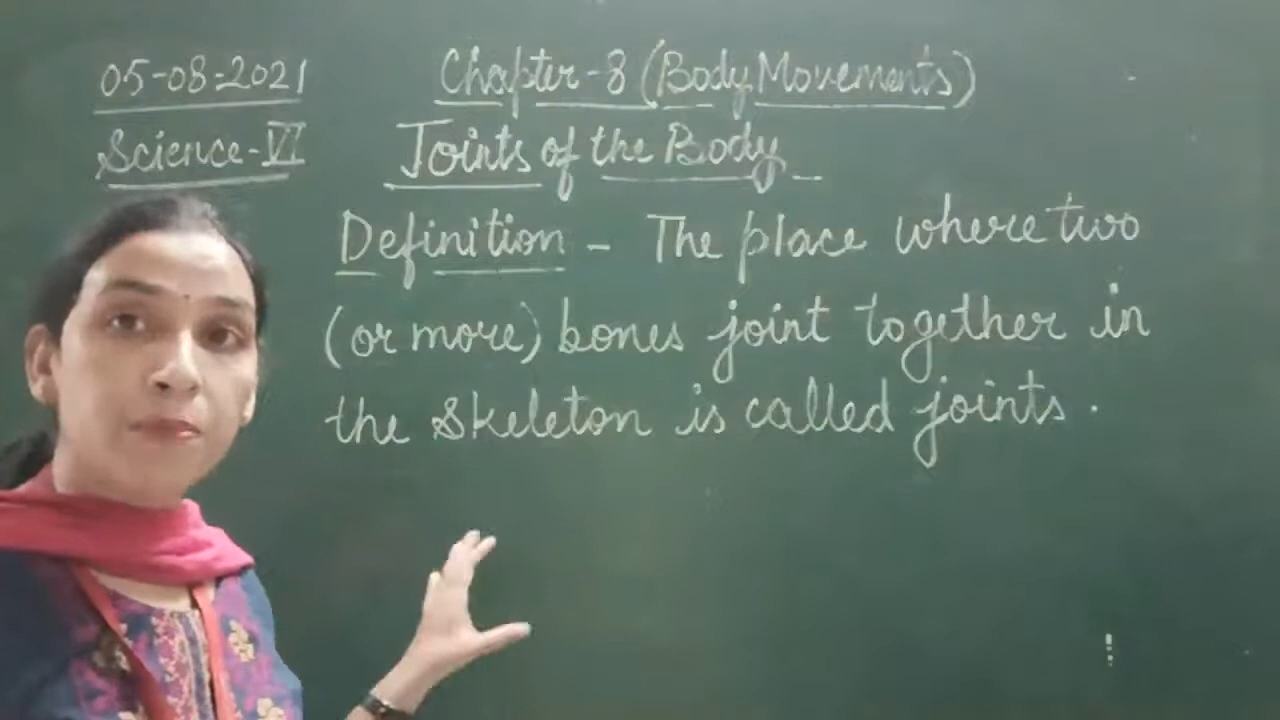 05-08-2021 Chapter-8 (Body Movements)
Science-VI Joints of the Body
Definition - The place where two
(or more) bones joint together in
the skeleton is called joints.